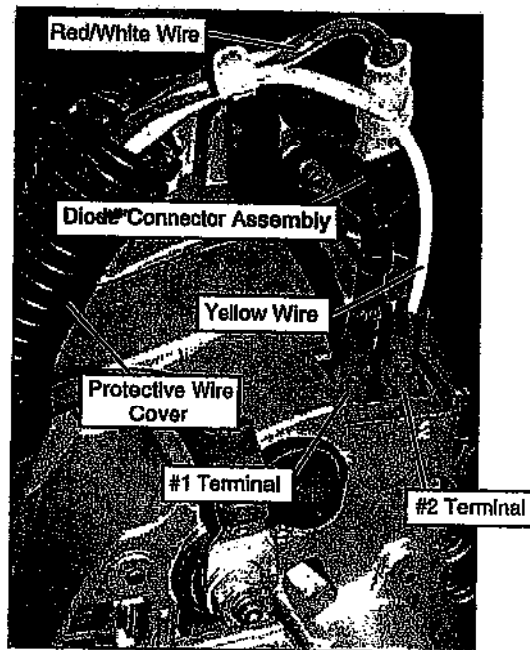 Red/White Wire
Diode Connector Assembly
Yellow Wire
Protective Wire
Cover
#1 Terminal
#2 Terminal